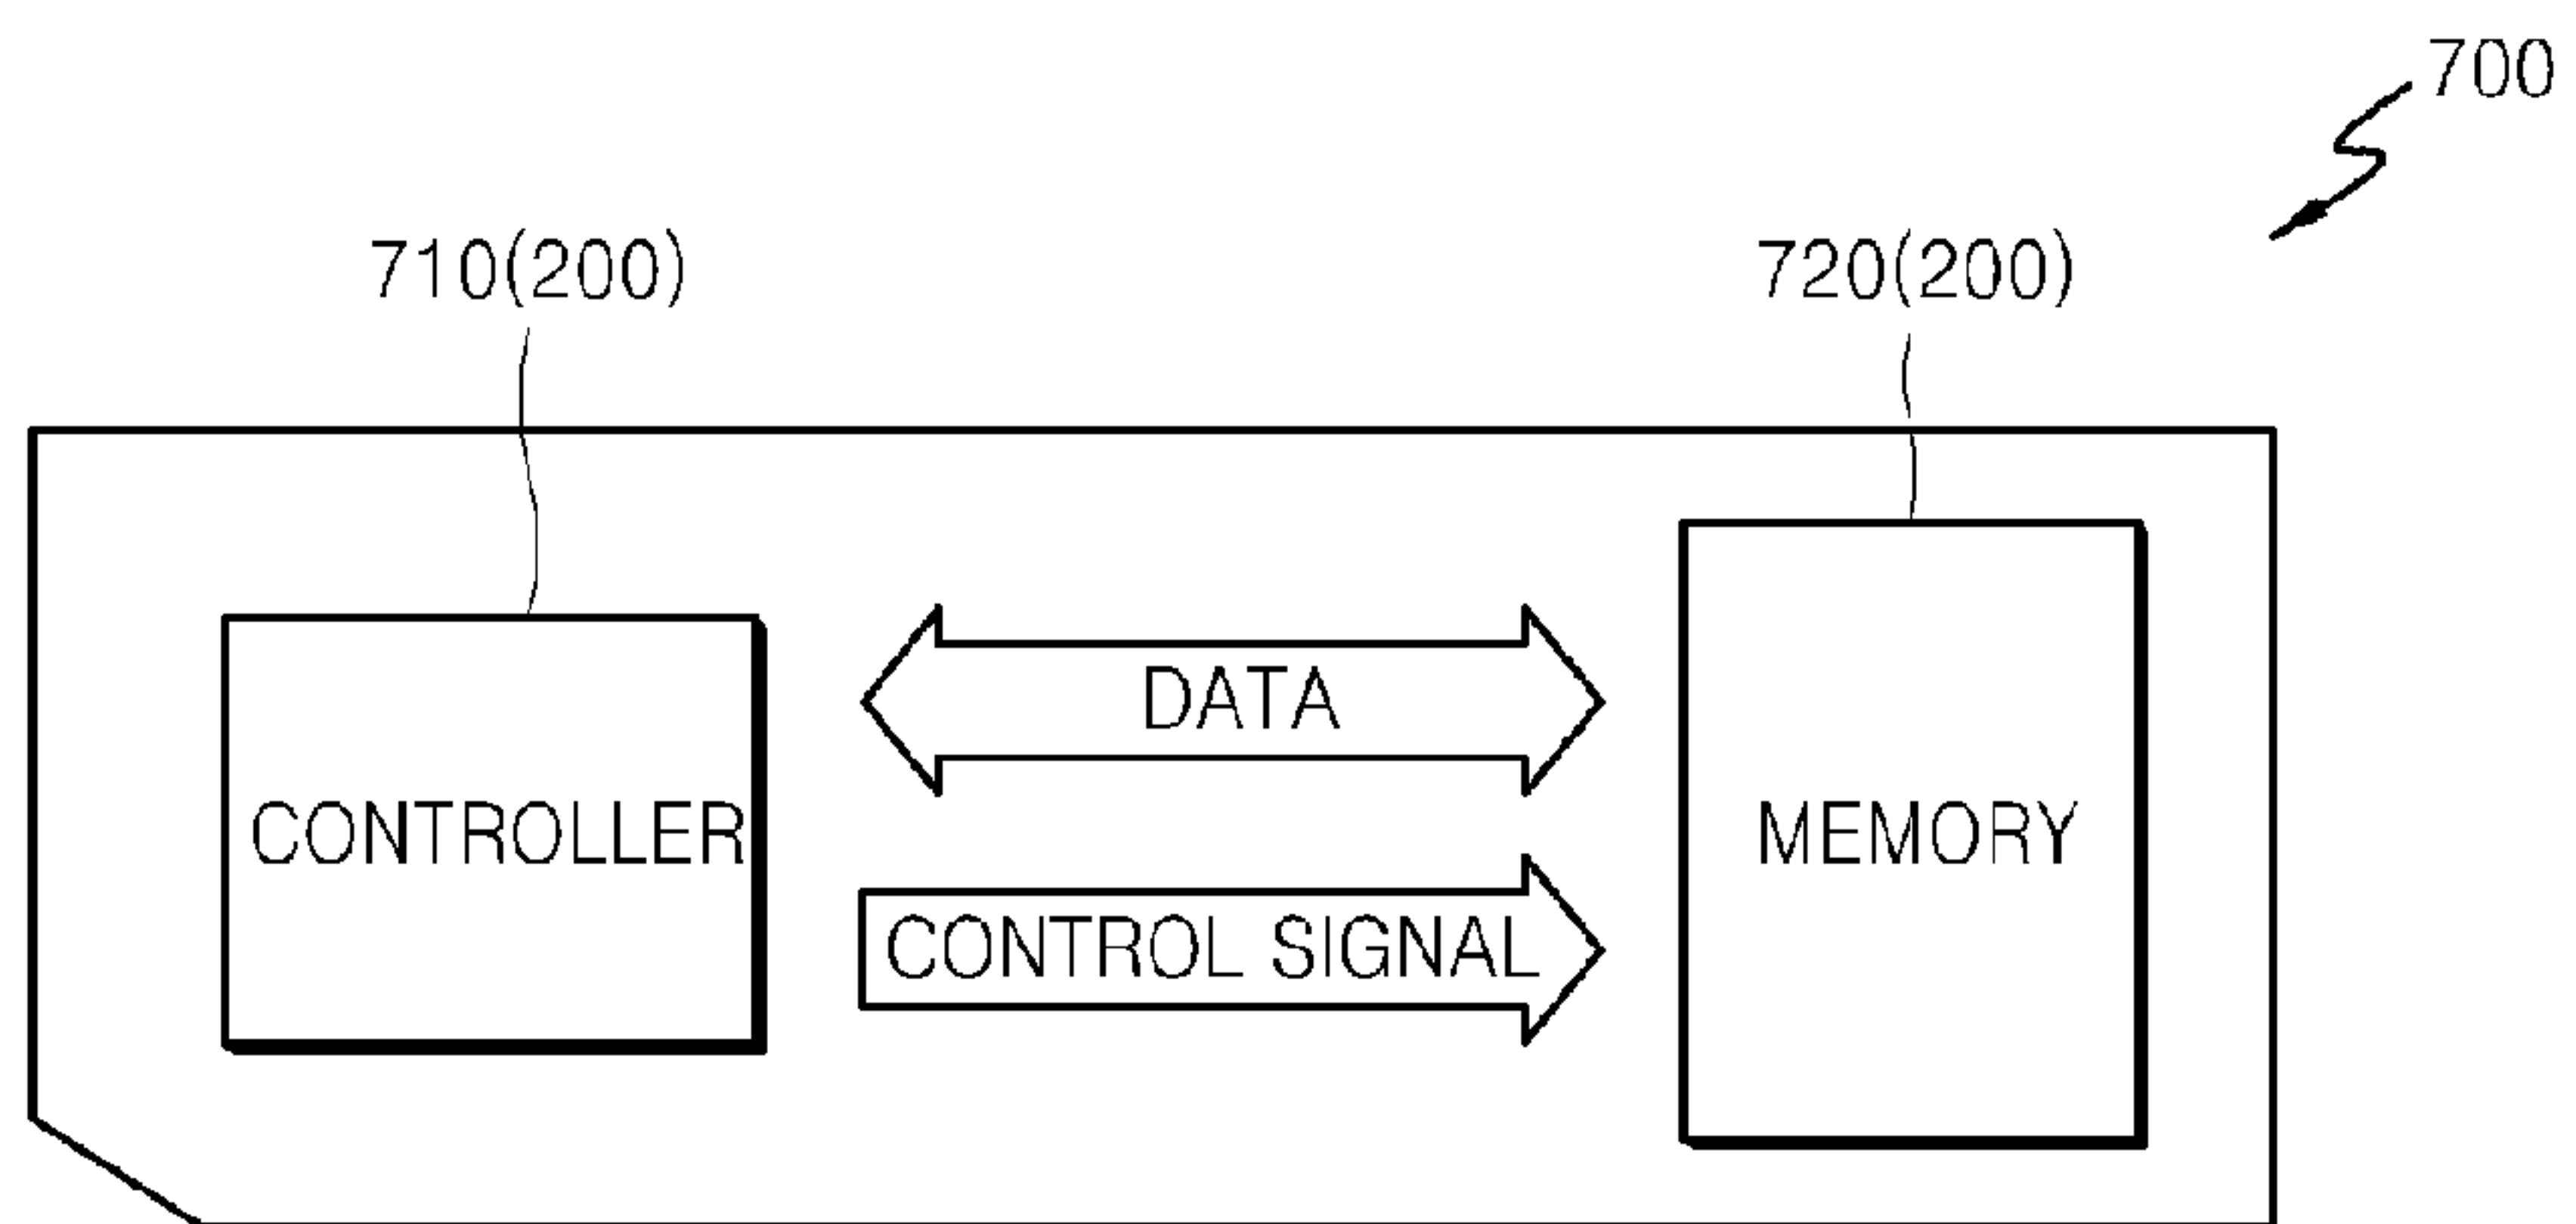 700
710(200)
720(200)
DATA
CONTROLLER
MEMORY
CONTROL SIGNAL